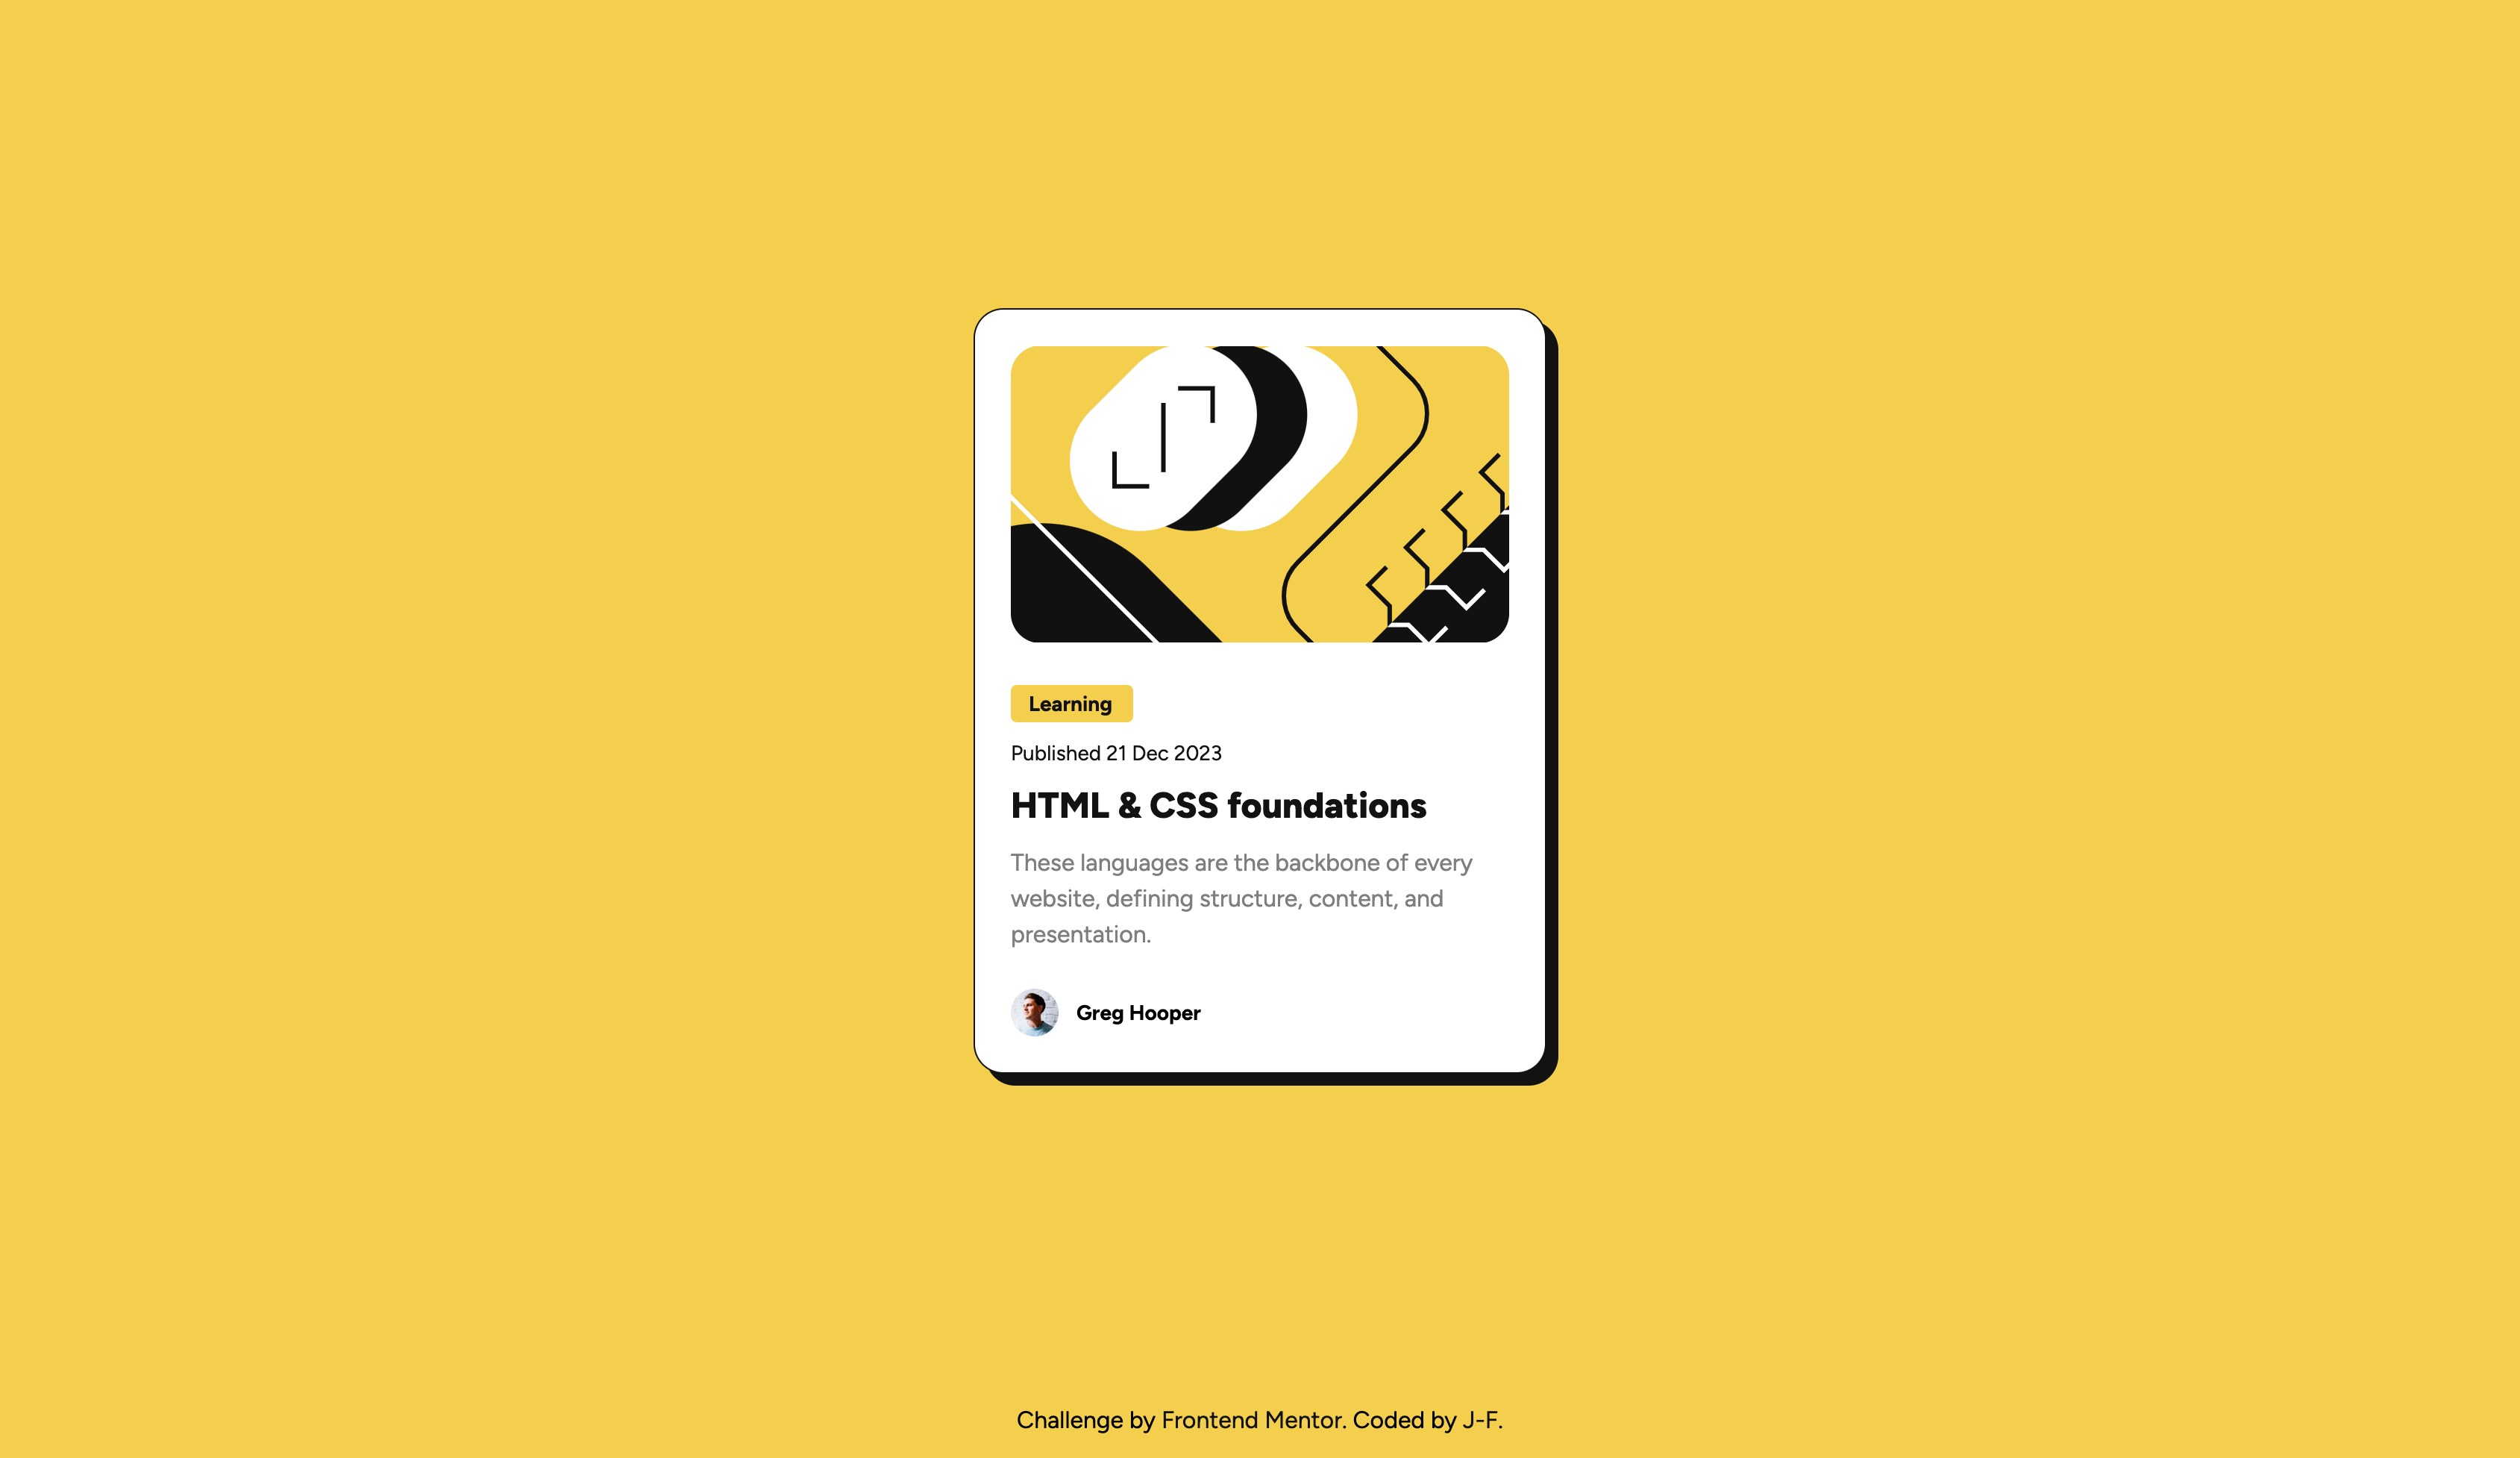 Learning
Published 21 Dec 2023
HTML & CSS foundations
These languages are the backbone of every
website, defining structure, content, and
presentation.
Greg Hooper
Challenge by Frontend Mentor. Coded by J-F.